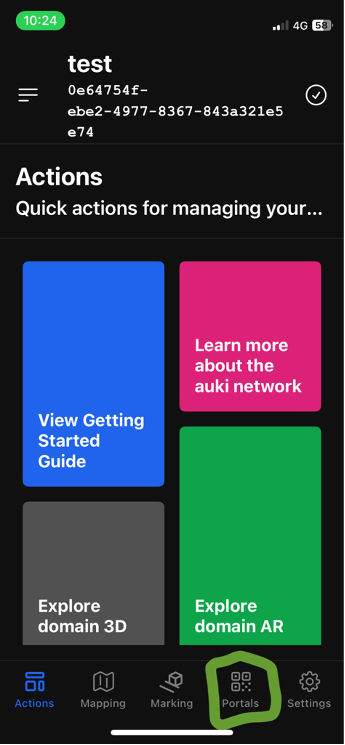 10:24
4G 58
test
0e64754f-
ebe2-4977-8367-843a321e5
e74
Actions
Quick actions for managing your...
View Getting
Started
Guide
Learn more
about the
auki network
Explore
domain 3D
Explore
domain AR
Actions
Mapping
Marking
Portals
Settings